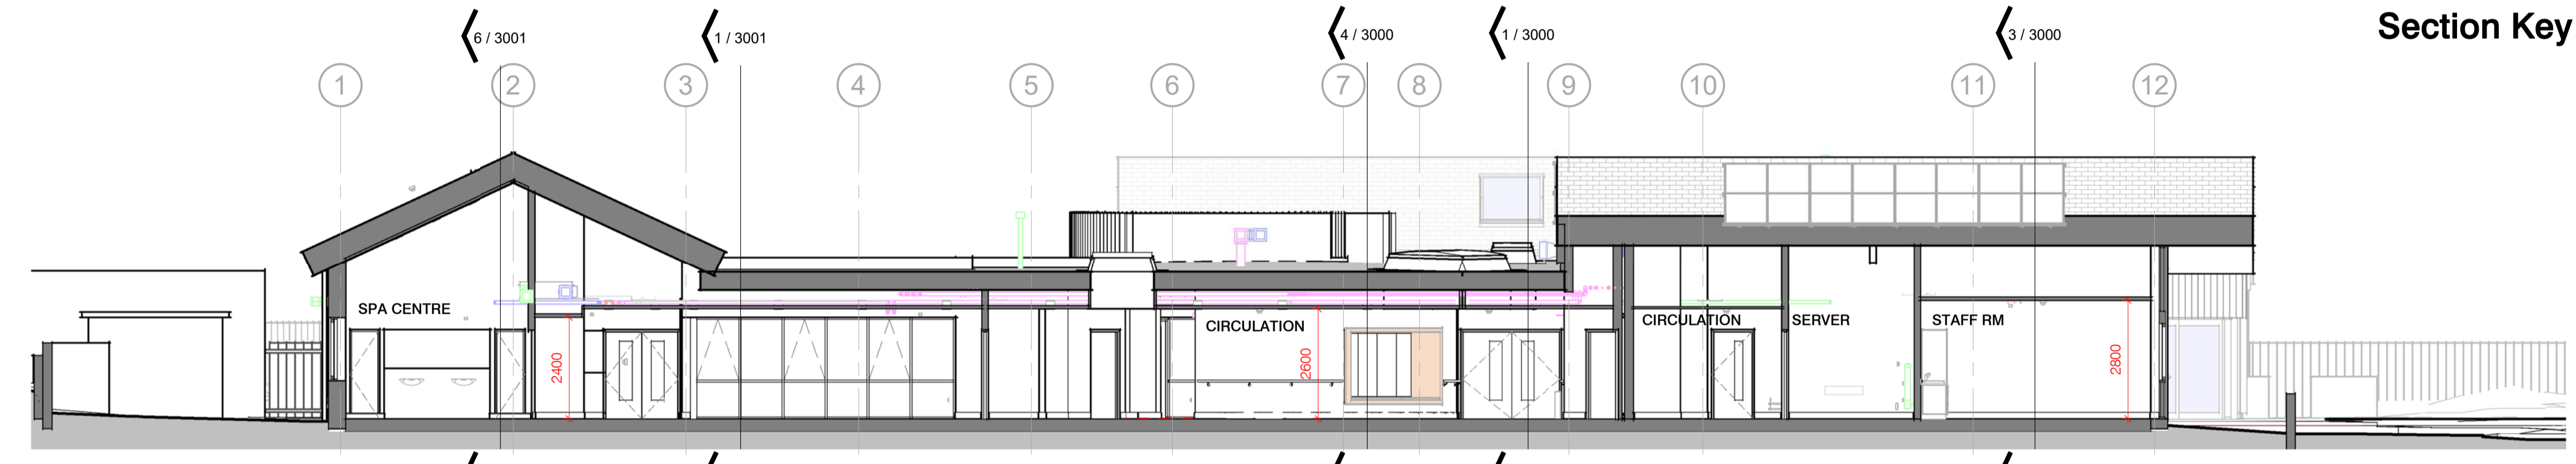 Section Key
6 / 3001
1 / 3001
4 / 3000
1 / 3000
3 / 3000
1
2
3
4
5
6
7
8
9
10
11
12
SPA CENTRE
CIRCULATION
CIRCULATION
SERVER
STAFF RM
2400
2600
2800